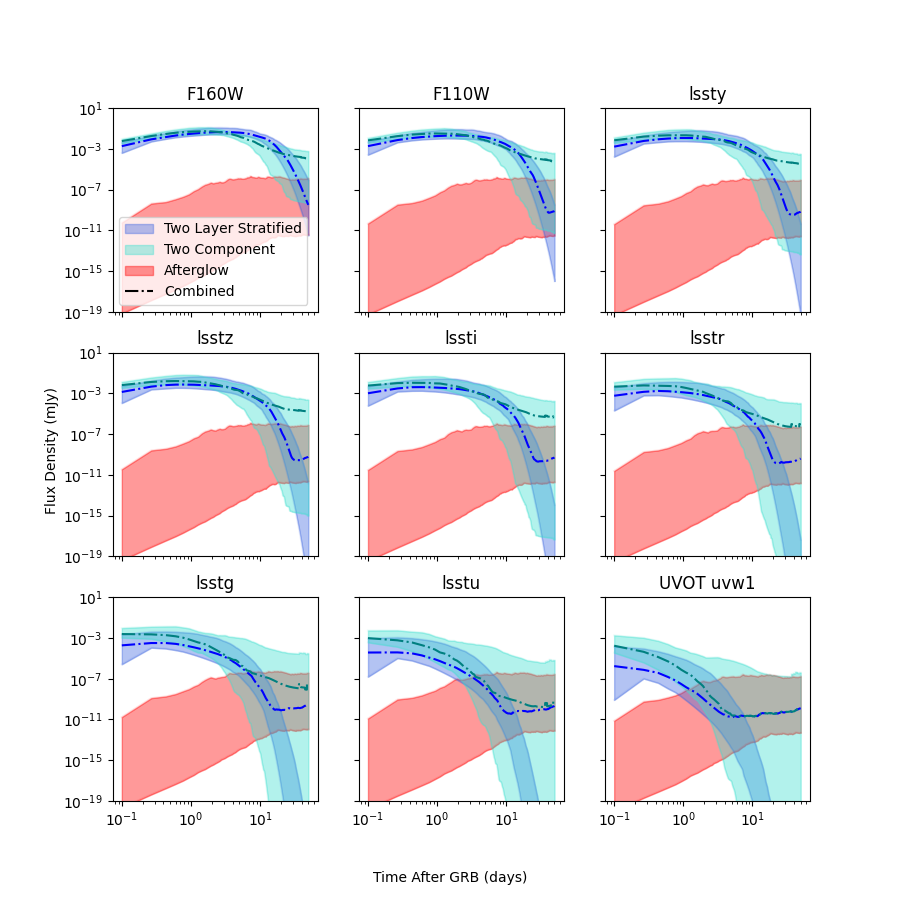 F160W F110W lssty
10^1
10^-3
10^-7
10^-11
10^-15
10^-19
Two Layer Stratified
Two Component
Afterglow
Combined
lsstz lssti lsstr
10^1
10^-3
10^-7
10^-11
10^-15
10^-19
Flux Density (mJy)
lsstg lsstu UVOT uvw1
10^1
10^-3
10^-7
10^-11
10^-15
10^-19
10^-1 10^0 10^1 10^-1 10^0 10^1 10^-1 10^0 10^1
Time After GRB (days)